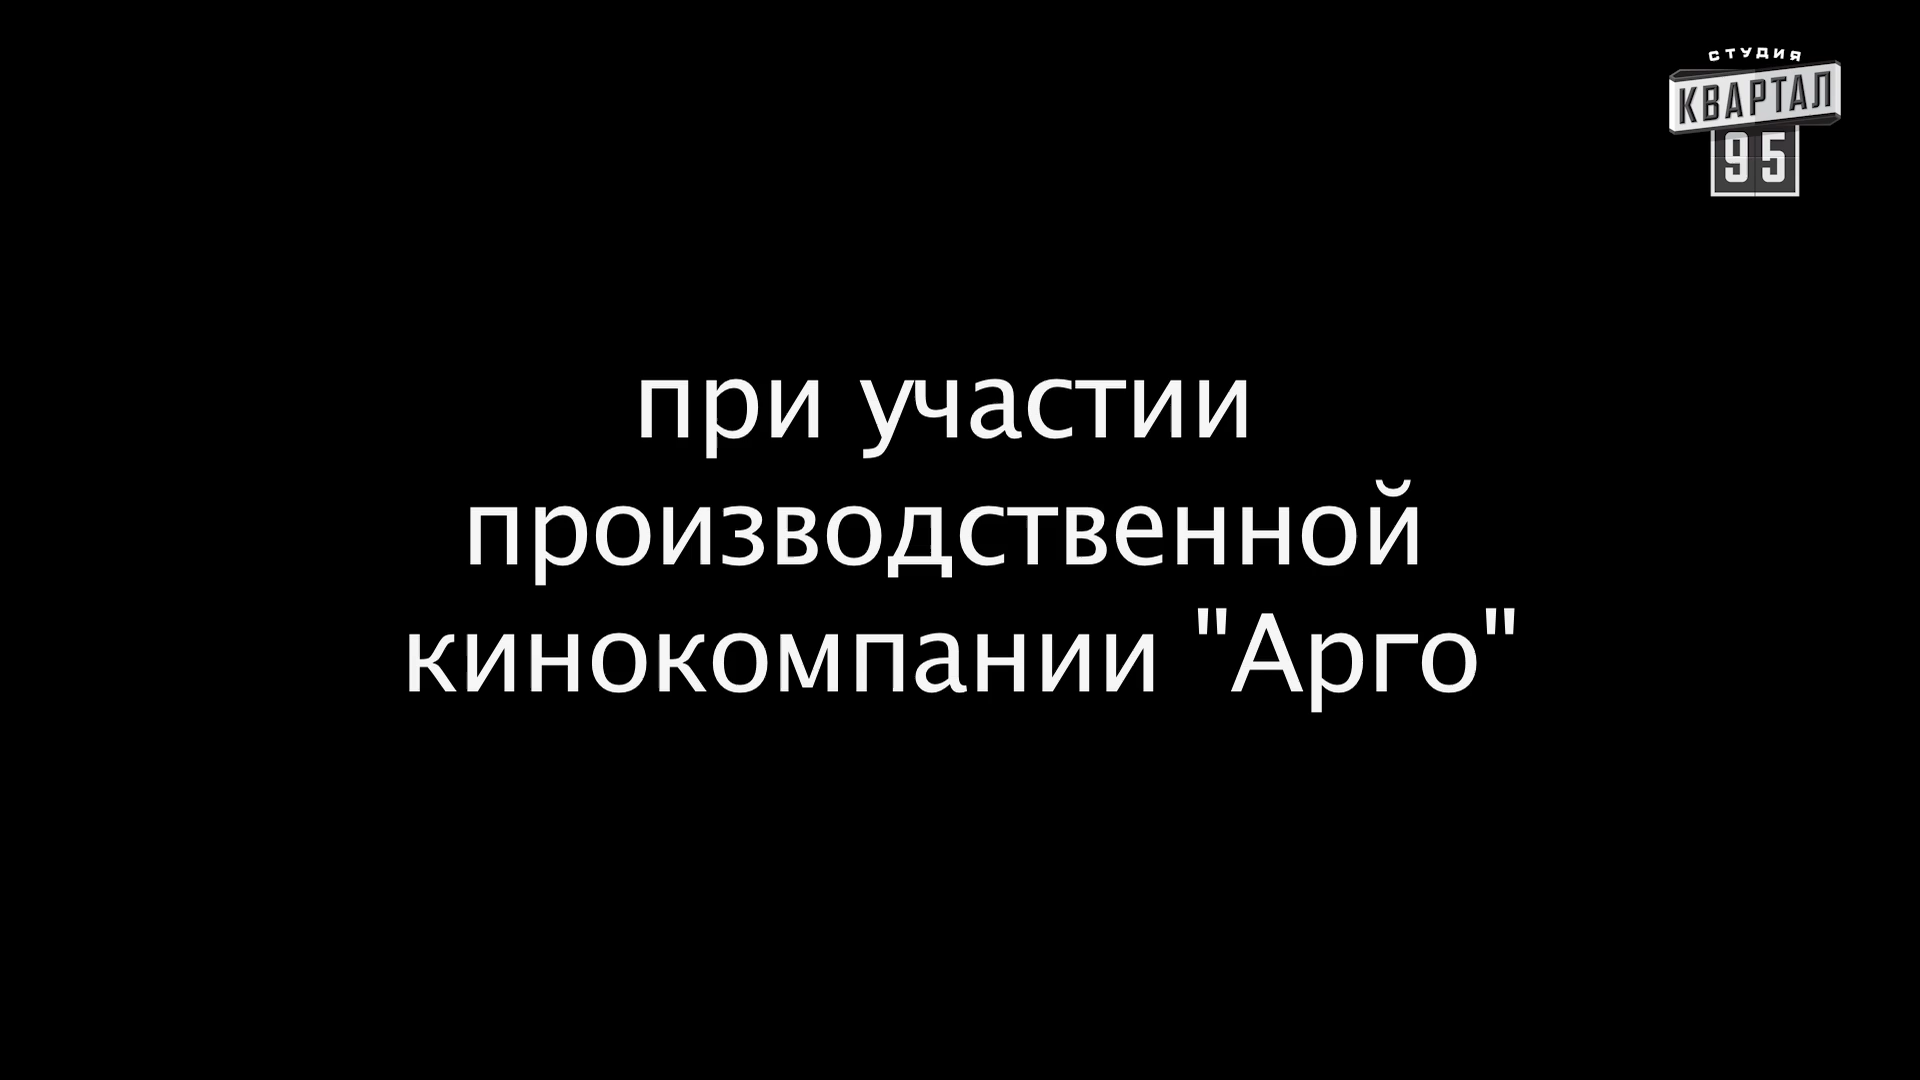 СТУДИЯ
КВАРТАЛ
95
при участии
производственной
кинокомпании "Арго"